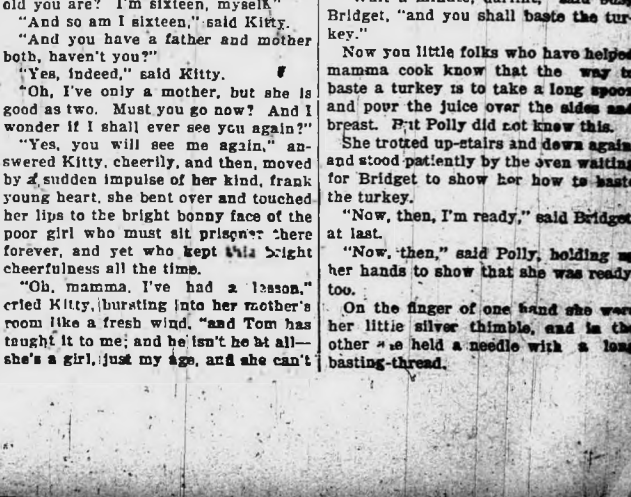 old you are? I'm sixteen, myself."
"And so am I sixteen," said Kitty.
"And you have a father and mother
both, haven't you?"
"Yes, indeed," said Kitty.
"Oh, I've only a mother, but she is
good as two. Must you go now? And I
wonder if I shall ever see you again?"
"Yes, you will see me again," an-
swered Kitty, cheerily, and then, moved
by a sudden impulse of her kind, frank
young heart, she bent over and touched
her lips to the bright bonny face of the
poor girl who must sit prisoner there
forever, and yet who kept this bright
cheerfulness all the time.
"Oh, mamma, I've had a lesson,"
cried Kitty, bursting into her mother's
room like a fresh wind, "and Tom has
taught it to me; and he isn't he at all—
she's a girl, just my age, and she can't
Bridget, "and you shall baste the tur-
key."
Now you little folks who have helped
mamma cook know that the way to
baste a turkey is to take a long spoon
and pour the juice over the sides and
breast. But Polly did not know this.
She trotted up-stairs and down again
and stood patiently by the oven waiting
for Bridget to show her how to baste
the turkey.
"Now, then, I'm ready," said Bridget
at last.
"Now, then," said Polly, holding up
her hands to show that she was ready
too.
On the finger of one hand she wore
her little silver thimble, and in the
other she held a needle with a long
basting-thread.